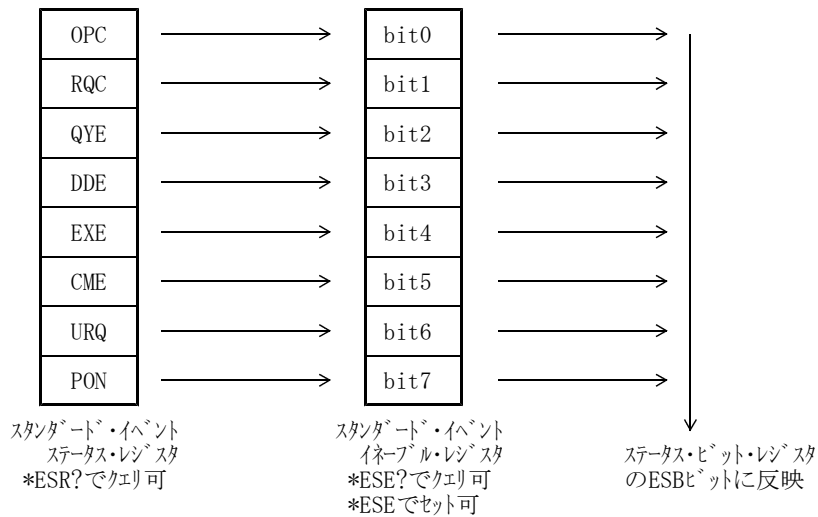 OPC
bit0
RQC
bit1
QYE
bit2
DDE
bit3
EXE
bit4
CME
bit5
URQ
bit6
PON
bit7
ｽﾀﾝﾀﾞｰﾄﾞ・ｲﾍﾞﾝﾄ
ｽﾃｰﾀｽ・ﾚｼﾞｽﾀ
*ESR?でｸｴﾘ可
ｽﾀﾝﾀﾞｰﾄﾞ・ｲﾍﾞﾝﾄ
ｲﾈｰﾌﾞﾙ・ﾚｼﾞｽﾀ
*ESE?でｸｴﾘ可
*ESEでｾｯﾄ可
ｽﾃｰﾀｽ・ﾋﾞｯﾄ・ﾚｼﾞｽﾀ
のESBﾋﾞｯﾄに反映